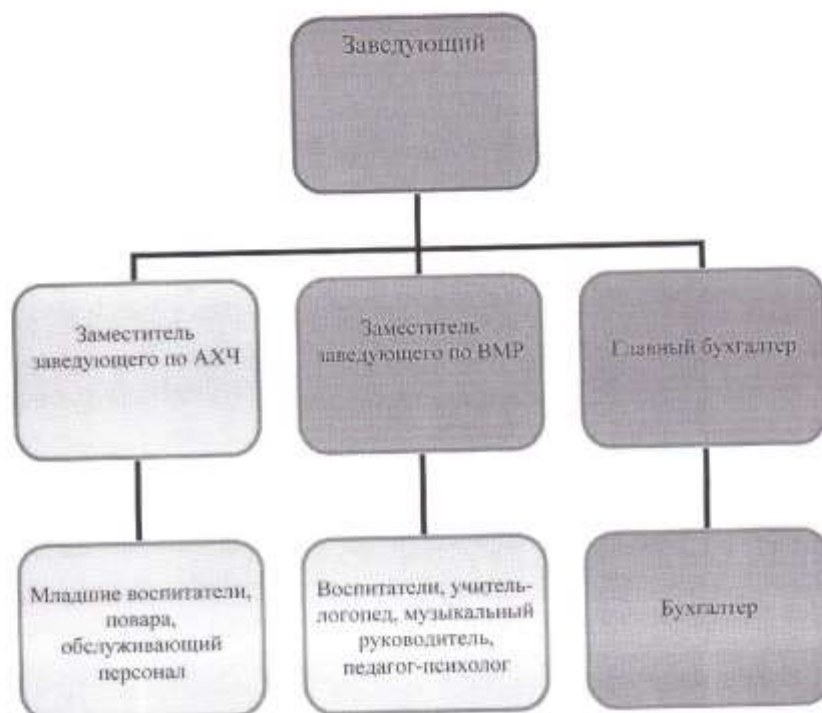 Заведующий
Заместитель
заведующего по АХЧ
Заместитель
заведующего по ВМР
Главный бухгалтер
Младшие воспитатели,
повара,
обслуживающий
персонал
Воспитатели, учитель-
логопед, музыкальный
руководитель,
педагог-психолог
Бухгалтер